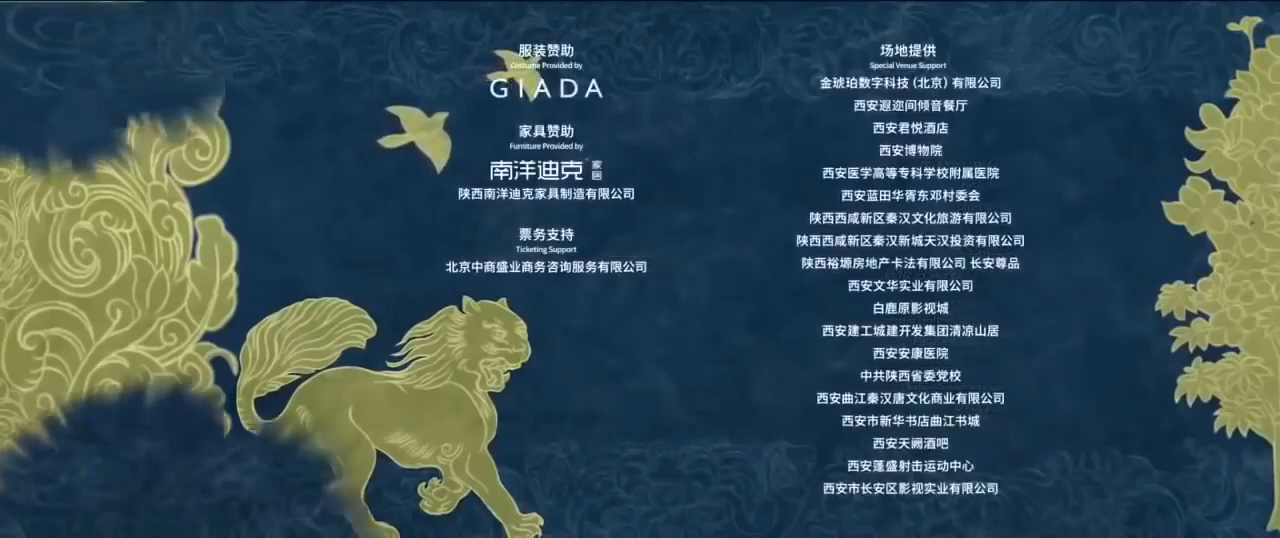 服装赞助
Costume Provided by
GIADA
家具赞助
Furniture Provided by
南洋迪克 家居
陕西南洋迪克家具制造有限公司
票务支持
Ticketing Support
北京中商盛业商务咨询服务有限公司
场地提供
Special Venue Support
金琥珀数字科技（北京）有限公司
西安遐迩间倾音餐厅
西安君悦酒店
西安博物院
西安医学高等专科学校附属医院
西安蓝田华胥东邓村委会
陕西西咸新区秦汉文化旅游有限公司
陕西西咸新区秦汉新城天汉投资有限公司
陕西裕塬房地产卡法有限公司 长安尊品
西安文华实业有限公司
白鹿原影视城
西安建工城建开发集团清凉山居
西安安康医院
中共陕西省委党校
西安曲江秦汉唐文化商业有限公司
西安市新华书店曲江书城
西安天阙酒吧
西安蓬盛射击运动中心
西安市长安区影视实业有限公司